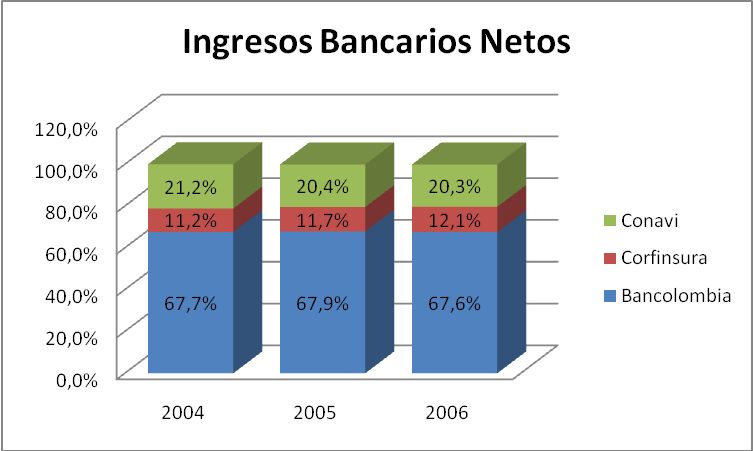 Ingresos Bancarios Netos
120,0%
100,0%
80,0%
60,0%
40,0%
20,0%
0,0%
21,2% 20,4% 20,3%
11,2% 11,7% 12,1%
67,7% 67,9% 67,6%
2004 2005 2006
Conavi
Corfinsura
Bancolombia